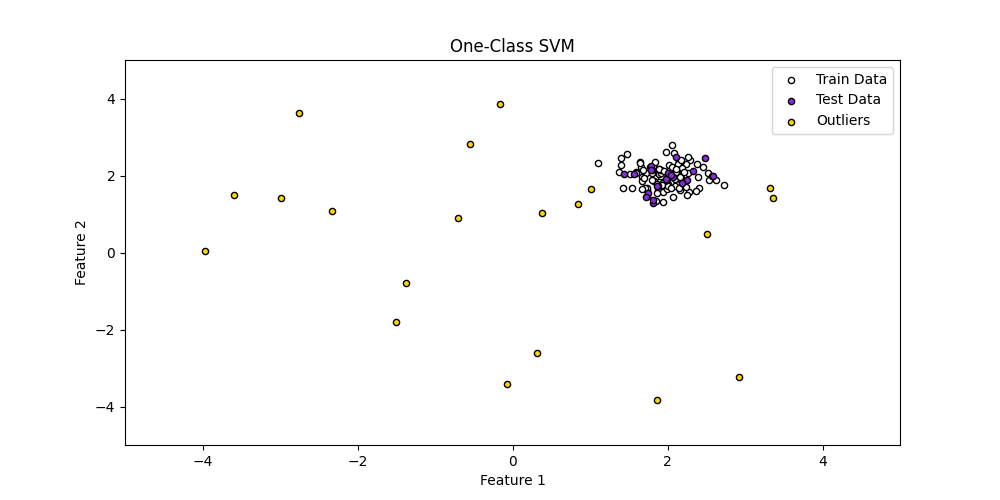 One-Class SVM
Train Data
Test Data
Outliers
Feature 2
4
2
0
−2
−4
−4
−2
0
2
4
Feature 1